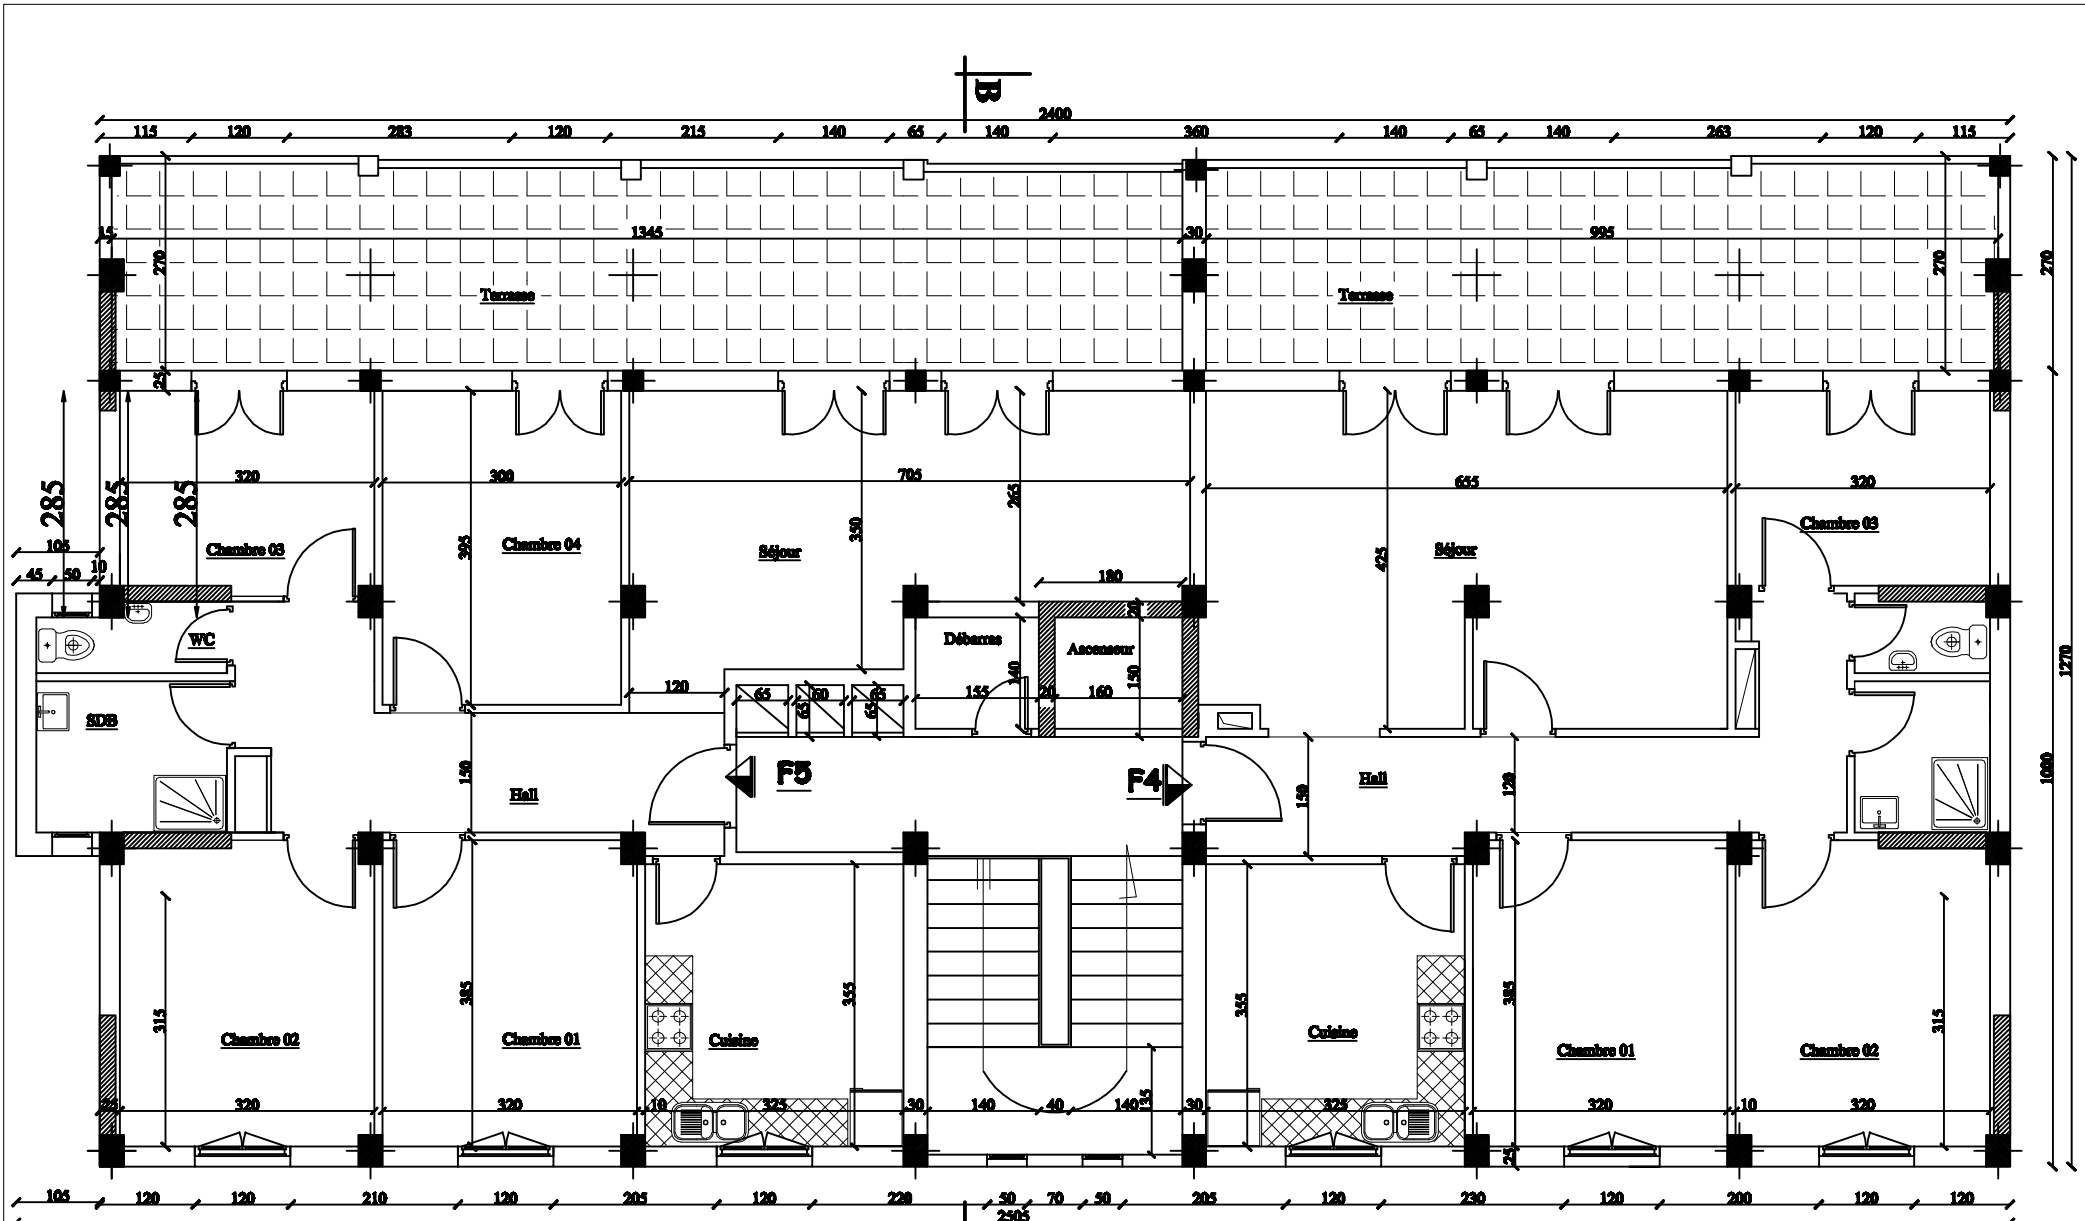 B
2400
115 120 283 120 215 140 65 140 360 140 65 140 263 120 115
15 1345 30 995
270 270 270
Terrasse Terrasse
25
320 300 705 655 320
285 285 285
395 350 265 425
Chambre 03 Chambre 04 Séjour Séjour Chambre 03
105
45 50 10
180
20
WC Débarras Ascenseur
140 150
1270
120 65 60 65 155 20 160
65 65
SDB
F5 F4
150 Hall Hall 150 120 1000
315 385 355 355 385 315
Chambre 02 Chambre 01 Cuisine Cuisine Chambre 01 Chambre 02
25 320 320 10 325 30 140 40 140 135 30 325 320 10 320
25
105 120 120 210 120 205 120 220 50 70 50 205 120 230 120 200 120 120
2505